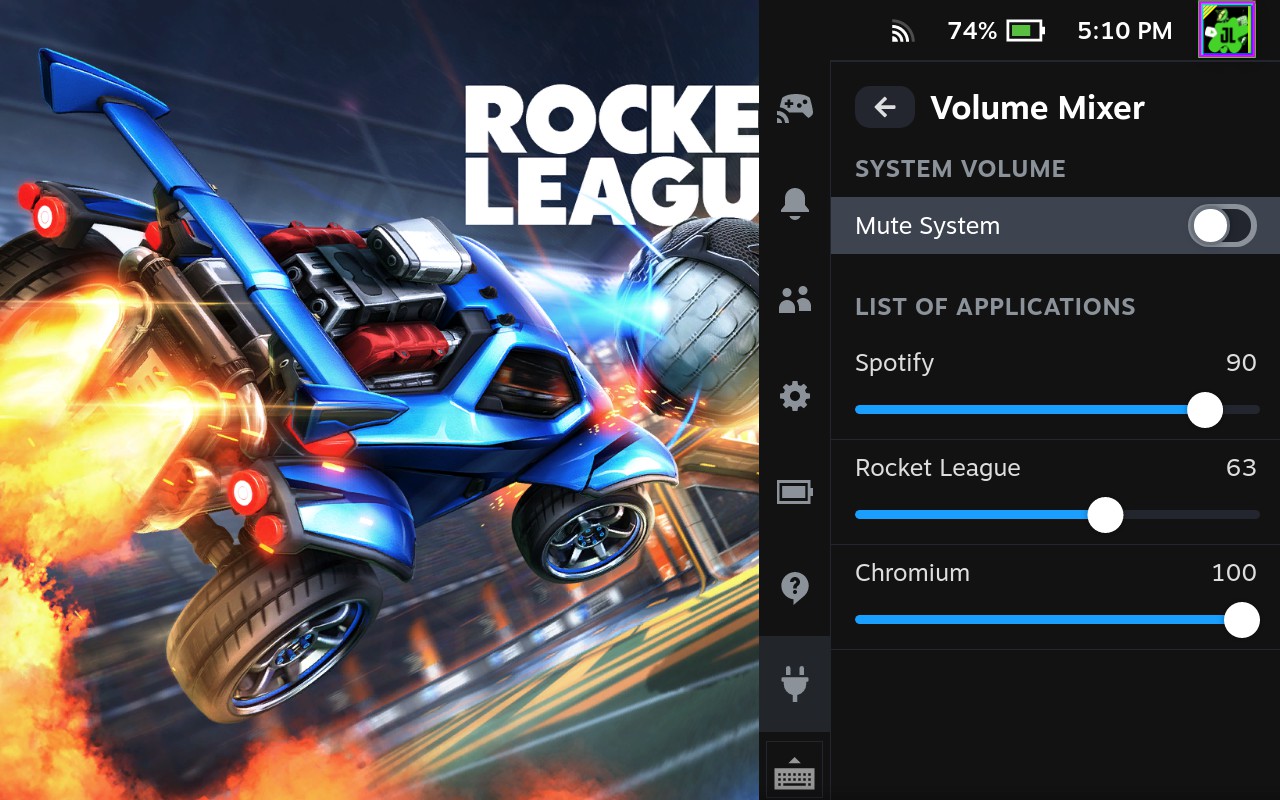 74%
5:10 PM
JL
ROCKE
LEAGU
Volume Mixer
SYSTEM VOLUME
Mute System
LIST OF APPLICATIONS
Spotify 90
Rocket League 63
Chromium 100